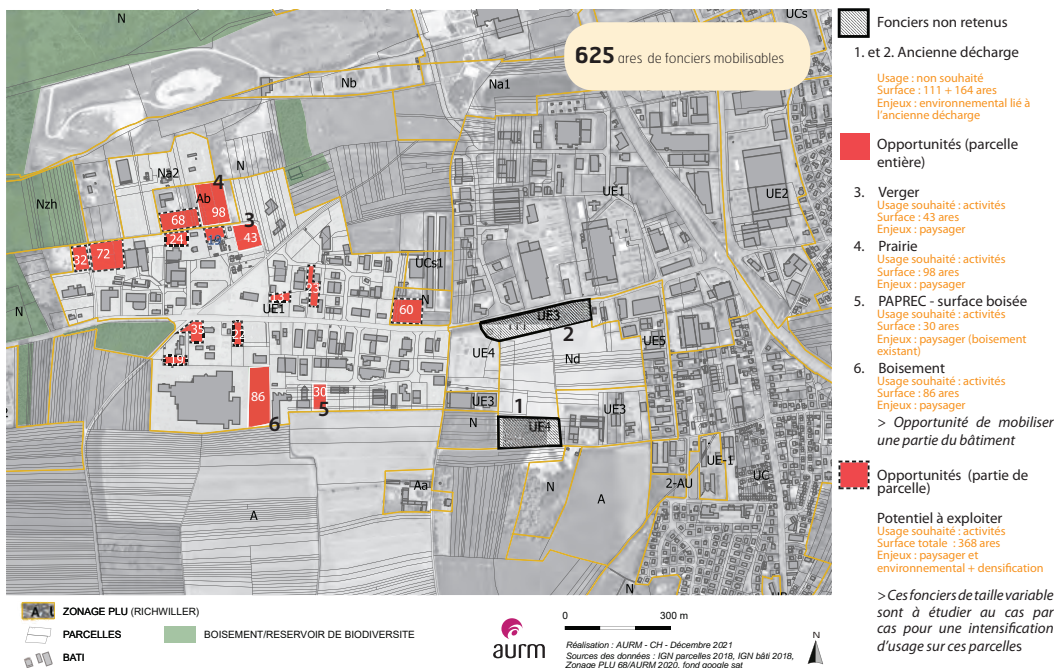 625 ares de fonciers mobilisables
N
UCs
Nb
Na1
N
Na2
Nzh
4
Ab
98
68
3
24
43
32
72
UE1
UE2
UCs1
N
23
UE1
60
UE3
2
35
UE4
Nd
UE5
19
86
30
5
6
UE3
1
UE4
N
UE3
N
Aa
A
N
A
2-AU
UE-1
UC
N
Fonciers non retenus
1. et 2. Ancienne décharge
Usage : non souhaité
Surface : 111 + 164 ares
Enjeux : environnemental lié à
l'ancienne décharge
Opportunités (parcelle
entière)
3. Verger
Usage souhaité : activités
Surface : 43 ares
Enjeu : paysager
4. Prairie
Usage souhaité : activités
Surface : 98 ares
Enjeu : paysager
5. PAPREC - surface boisée
Usage souhaité : activités
Surface : 30 ares
Enjeu : paysager (boisement
existant)
6. Boisement
Usage souhaité : activités
Surface : 86 ares
Enjeu : paysager
> Opportunité de mobiliser
une partie du bâtiment
Opportunités (partie de
parcelle)
Potentiel à exploiter
Usage souhaité : activités
Surface totale : 368 ares
Enjeu : paysager et
environnemental + densification
> Ces fonciers de taille variable
sont à étudier au cas par
cas pour une intensification
d'usage sur ces parcelles
A ZONAGE PLU (RICHWILLER)
PARCELLES
BOISEMENT/RESERVOIR DE BIODIVERSITE
BATI
aurm
0 300 m
Réalisation : AURM - CH - Décembre 2021
Sources des données : IGN parcelles 2018, IGN bâti 2018,
Zonage PLU 68/AURM 2020, fond google sat
N